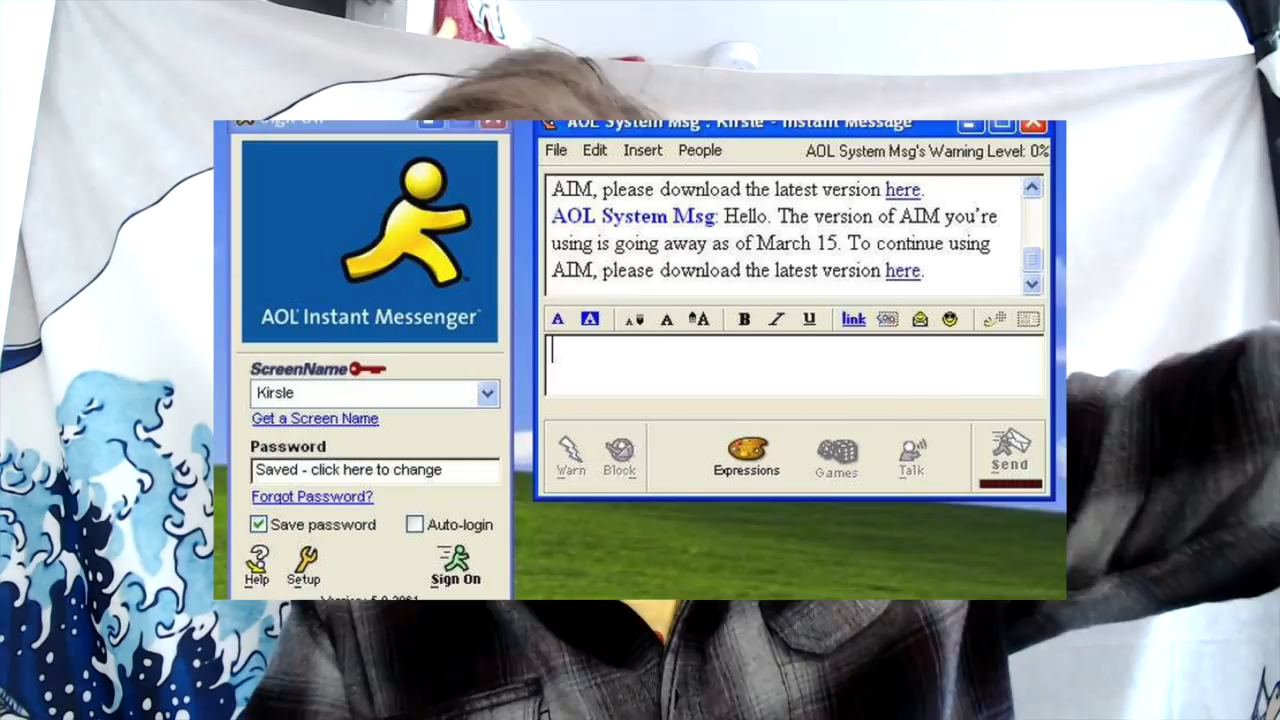 AOL Instant Messenger
ScreenName
Kirsle
Get a Screen Name
Password
Saved - click here to change
Forgot Password?
Save password
Auto-login
Help
Setup
Sign On
AOL System Msg : Kirsle - Instant Message
File Edit Insert People
AOL System Msg's Warning Level: 0%
AIM, please download the latest version here.
AOL System Msg: Hello. The version of AIM you're
using is going away as of March 15. To continue using
AIM, please download the latest version here.
A A A A A B I U link
Warn
Block
Expressions
Games
Talk
Send